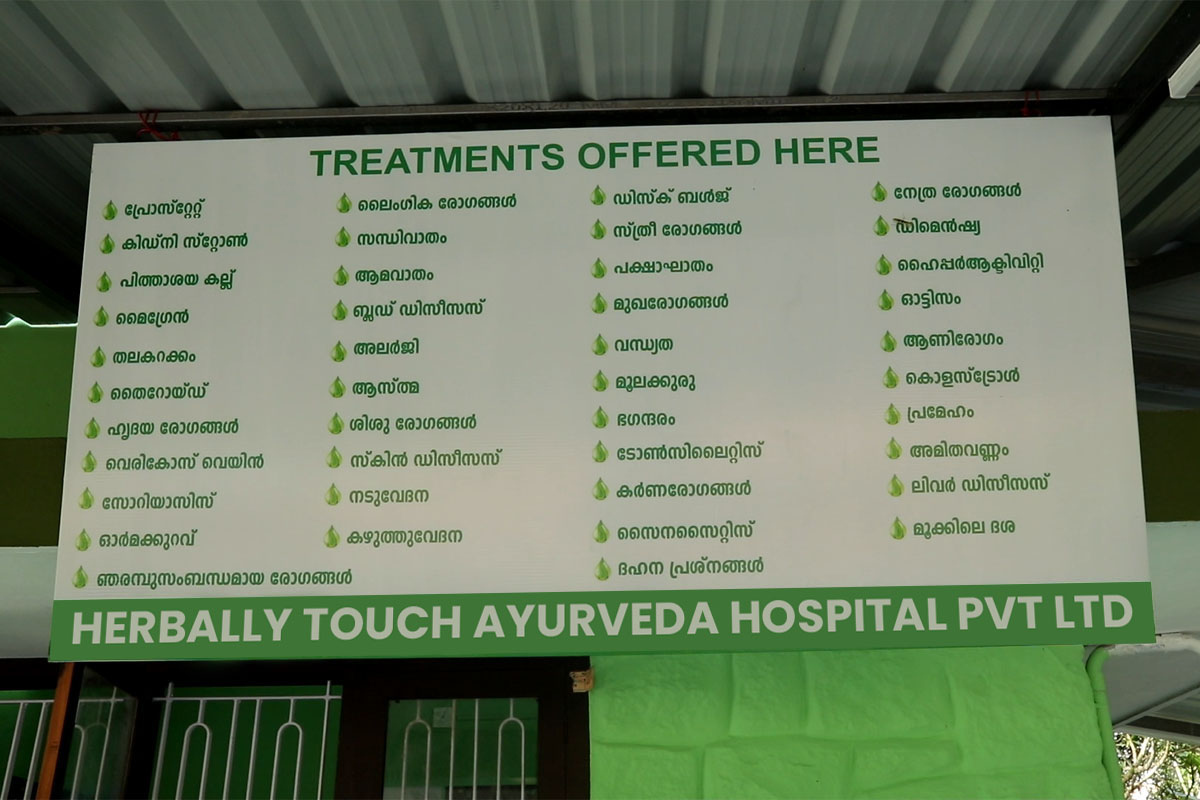 TREATMENTS OFFERED HERE
പ്രോസ്റ്റേറ്റ്
കിഡ്നി സ്റ്റോൺ
പിത്താശയ കല്ല്
മൈഗ്രേൻ
തലകറക്കം
തൈറോയ്ഡ്
ഹൃദയ രോഗങ്ങൾ
വെരികോസ് വെയിൻ
സോറിയാസിസ്
ഓർമക്കുറവ്
ഞരമ്പുസംബന്ധമായ രോഗങ്ങൾ
ലൈംഗിക രോഗങ്ങൾ
സന്ധിവാതം
ആമവാതം
ബ്ലഡ് ഡിസീസസ്
അലർജി
ആസ്ത്മ
ശിശു രോഗങ്ങൾ
സ്കിൻ ഡിസീസസ്
നടുവേദന
കഴുത്തുവേദന
ഡിസ്ക് ബൾജ്
സ്ത്രീ രോഗങ്ങൾ
പക്ഷാഘാതം
മുഖരോഗങ്ങൾ
വന്ധ്യത
മൂലക്കുരു
ഭഗന്ദരം
ടോൺസിലൈറ്റിസ്
കർണരോഗങ്ങൾ
സൈനസൈറ്റിസ്
ദഹന പ്രശ്നങ്ങൾ
നേത്ര രോഗങ്ങൾ
ഡിമെൻഷ്യ
ഹൈപ്പർആക്ടിവിറ്റി
ഓട്ടിസം
ആണിരോഗം
കൊളസ്ട്രോൾ
പ്രമേഹം
അമിതവണ്ണം
ലിവർ ഡിസീസസ്
മൂക്കിലെ ദശ
HERBALLY TOUCH AYURVEDA HOSPITAL PVT LTD